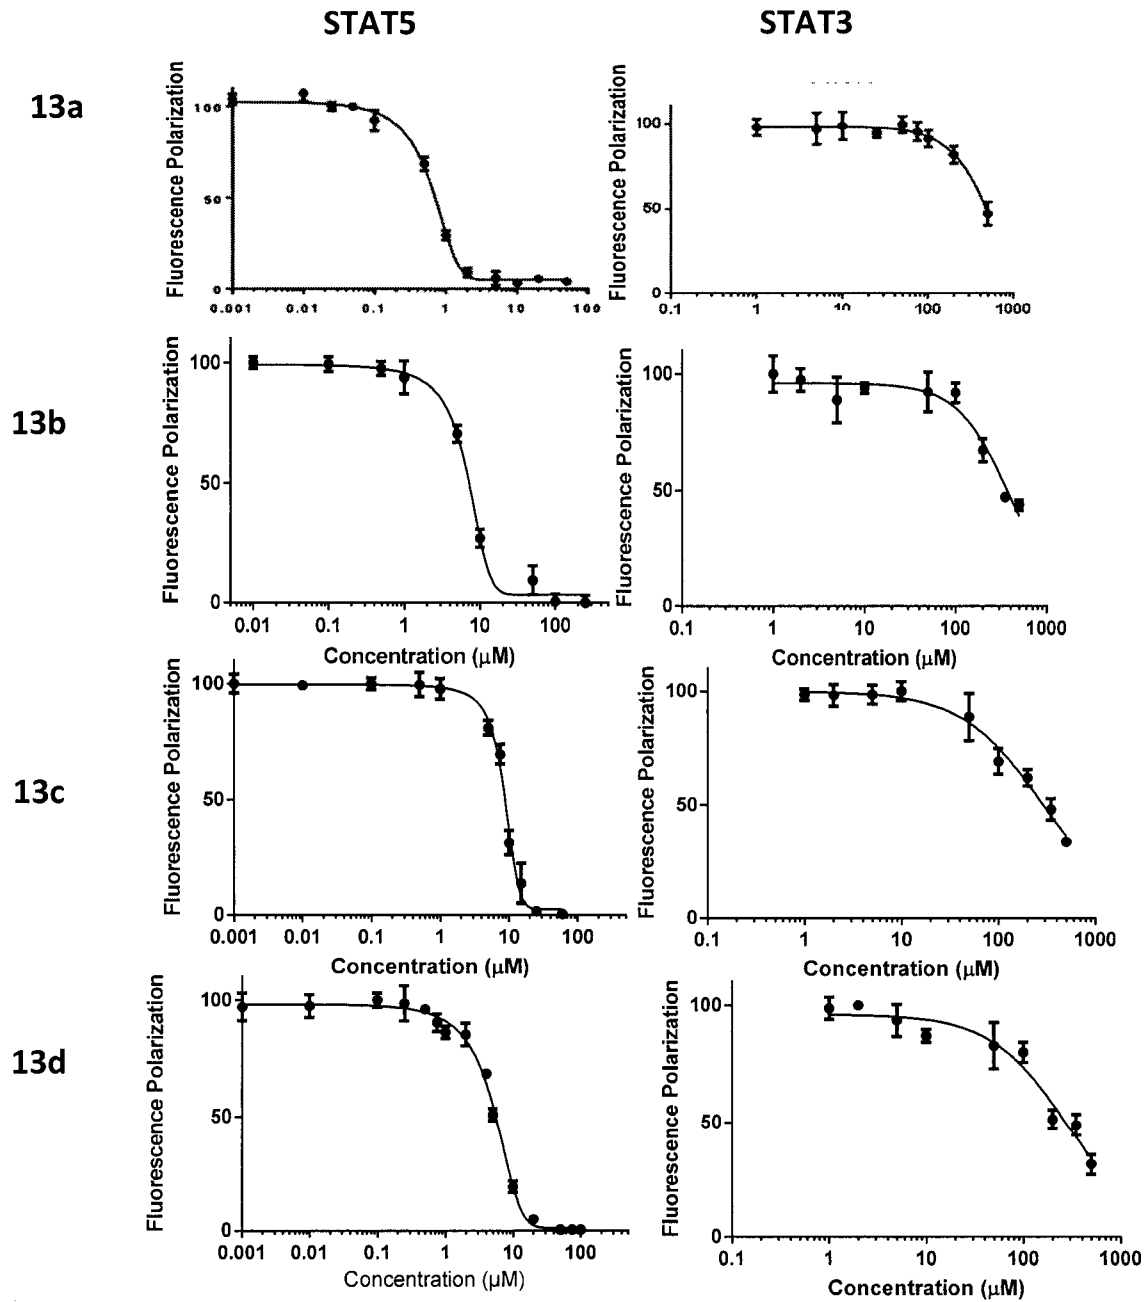 STAT5 STAT3
13a
Fluorescence Polarization
100
50
0
0.001 0.01 0.1 1 10 100
Fluorescence Polarization
100
50
0
0.1 1 10 100 1000
13b
Fluorescence Polarization
100
50
0
0.01 0.1 1 10 100
Concentration (µM)
Fluorescence Polarization
100
50
0
0.1 1 10 100 1000
Concentration (µM)
13c
Fluorescence Polarization
100
50
0
0.001 0.01 0.1 1 10 100
Concentration (µM)
Fluorescence Polarization
100
50
0
0.1 1 10 100 1000
Concentration (µM)
13d
Fluorescence Polarization
100
50
0
0.001 0.01 0.1 1 10 100
Concentration (µM)
Fluorescence Polarization
100
50
0
0.1 1 10 100 1000
Concentration (µM)